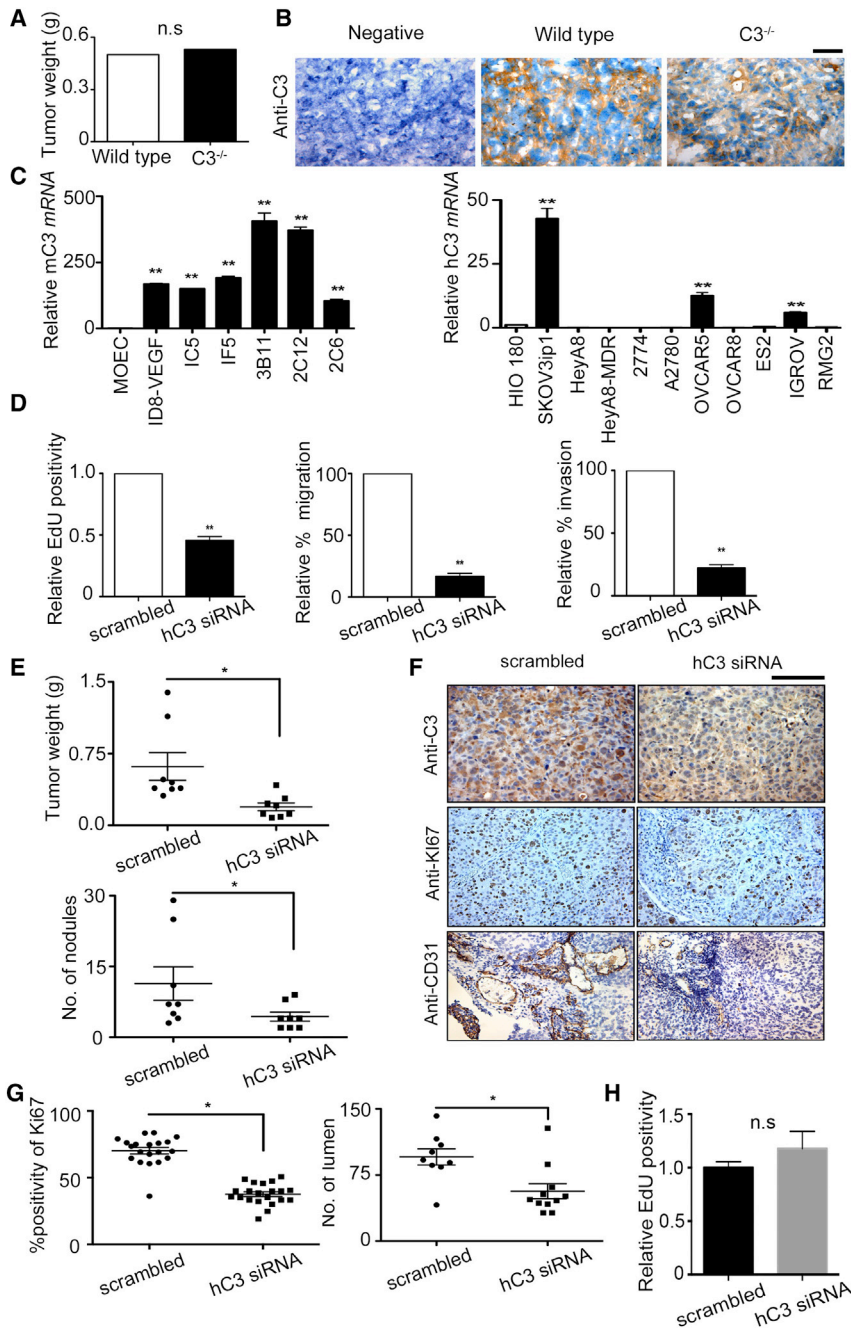 A
n.s
Tumor weight (g)
0.6
0.3
0.0
Wild type
C3-/-
B
Negative
Wild type
C3-/-
Anti-C3
C
Relative mC3 mRNA
500
250
0
**
**
**
**
**
**
MOEC
ID8-VEGF
IC5
IF5
3B11
2C12
2C6
Relative hC3 mRNA
50
25
0
**
**
**
HIO 180
SKOV3ip1
HeyA8
HeyA8-MDR
2774
A2780
OVCAR5
OVCAR8
ES2
IGROV
RMG2
D
Relative EdU positivity
1.0
0.5
0
**
scrambled
hC3 siRNA
Relative % migration
100
50
0
**
scrambled
hC3 siRNA
Relative % invasion
100
50
0
**
scrambled
hC3 siRNA
E
Tumor weight (g)
1.5
0.75
0.0
*
scrambled
hC3 siRNA
No. of nodules
30
15
0
*
scrambled
hC3 siRNA
F
scrambled
hC3 siRNA
Anti-C3
Anti-KI67
Anti-CD31
G
%positivity of Ki67
100
50
0
*
scrambled
hC3 siRNA
No. of lumen
150
75
0
*
scrambled
hC3 siRNA
H
Relative EdU positivity
1.5
1.0
0.5
0
n.s
scrambled
hC3 siRNA